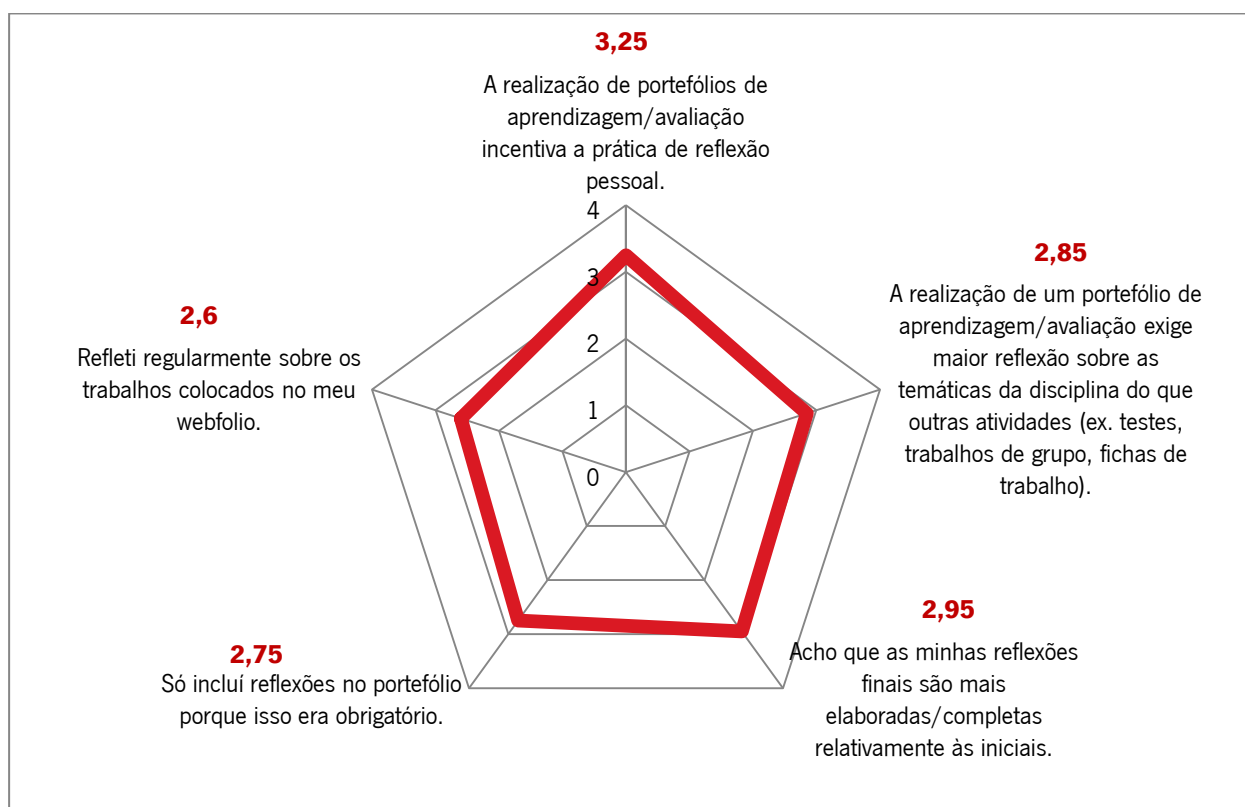 3,25
A realização de portefólios de
aprendizagem/avaliação
incentiva a prática de reflexão
pessoal.
4
3
2
1
0
2,85
A realização de um portefólio de
aprendizagem/avaliação exige
maior reflexão sobre as
temáticas da disciplina do que
outras atividades (ex. testes,
trabalhos de grupo, fichas de
trabalho).
2,95
Acho que as minhas reflexões
finais são mais
elaboradas/completas
relativamente às iniciais.
2,75
Só incluí reflexões no portefólio
porque isso era obrigatório.
2,6
Refleti regularmente sobre os
trabalhos colocados no meu
webfolio.